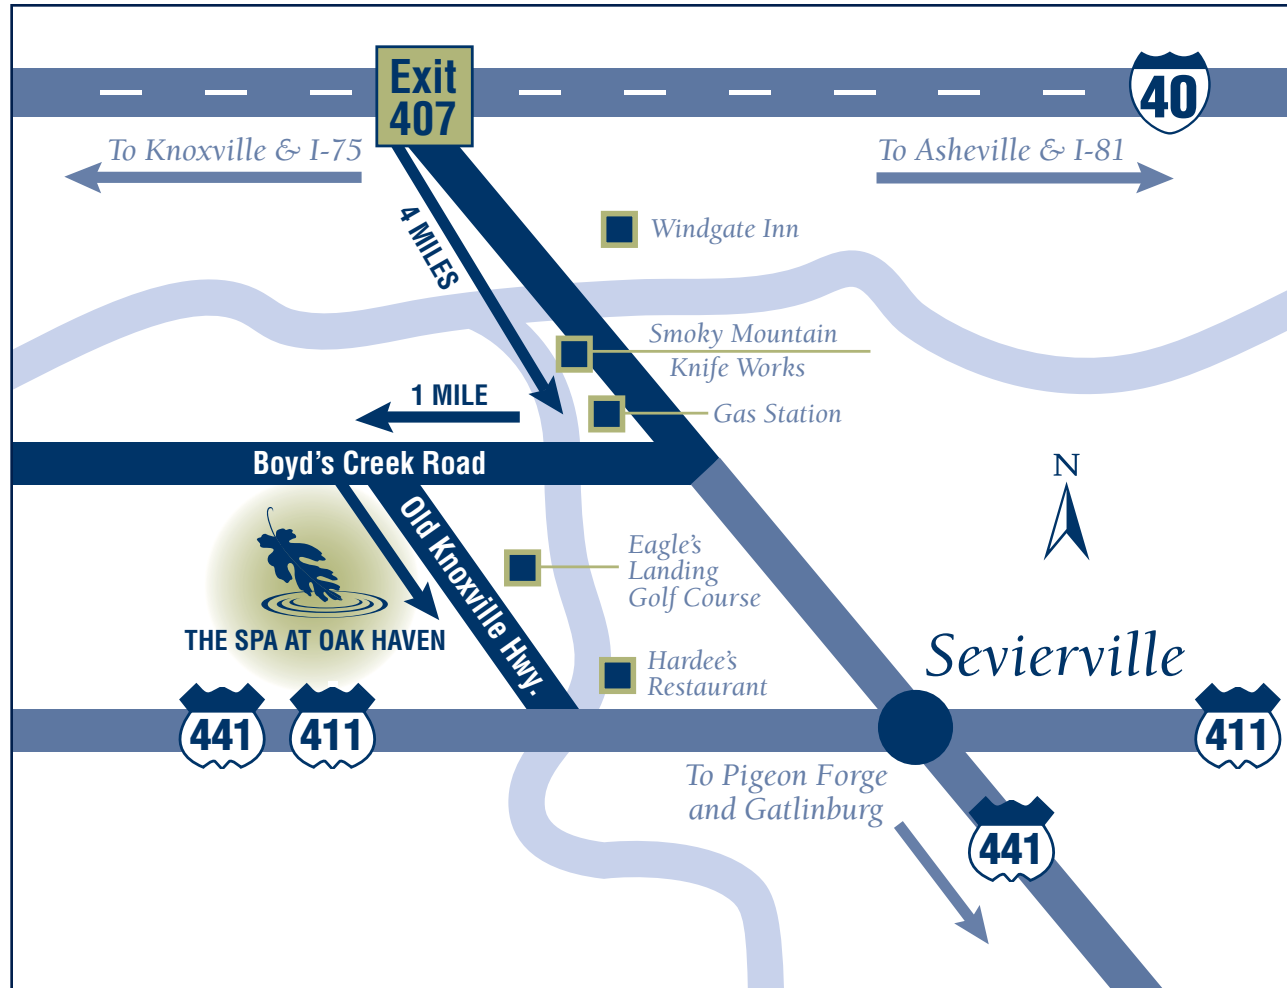 Exit
407
40
To Knoxville & I-75
To Asheville & I-81
4 MILES
Windgate Inn
Smoky Mountain
Knife Works
1 MILE
Gas Station
Boyd's Creek Road
N
Old Knoxville Hwy.
Eagle's
Landing
Golf Course
THE SPA AT OAK HAVEN
Sevierville
Hardee's
Restaurant
441
411
411
To Pigeon Forge
and Gatlinburg
441